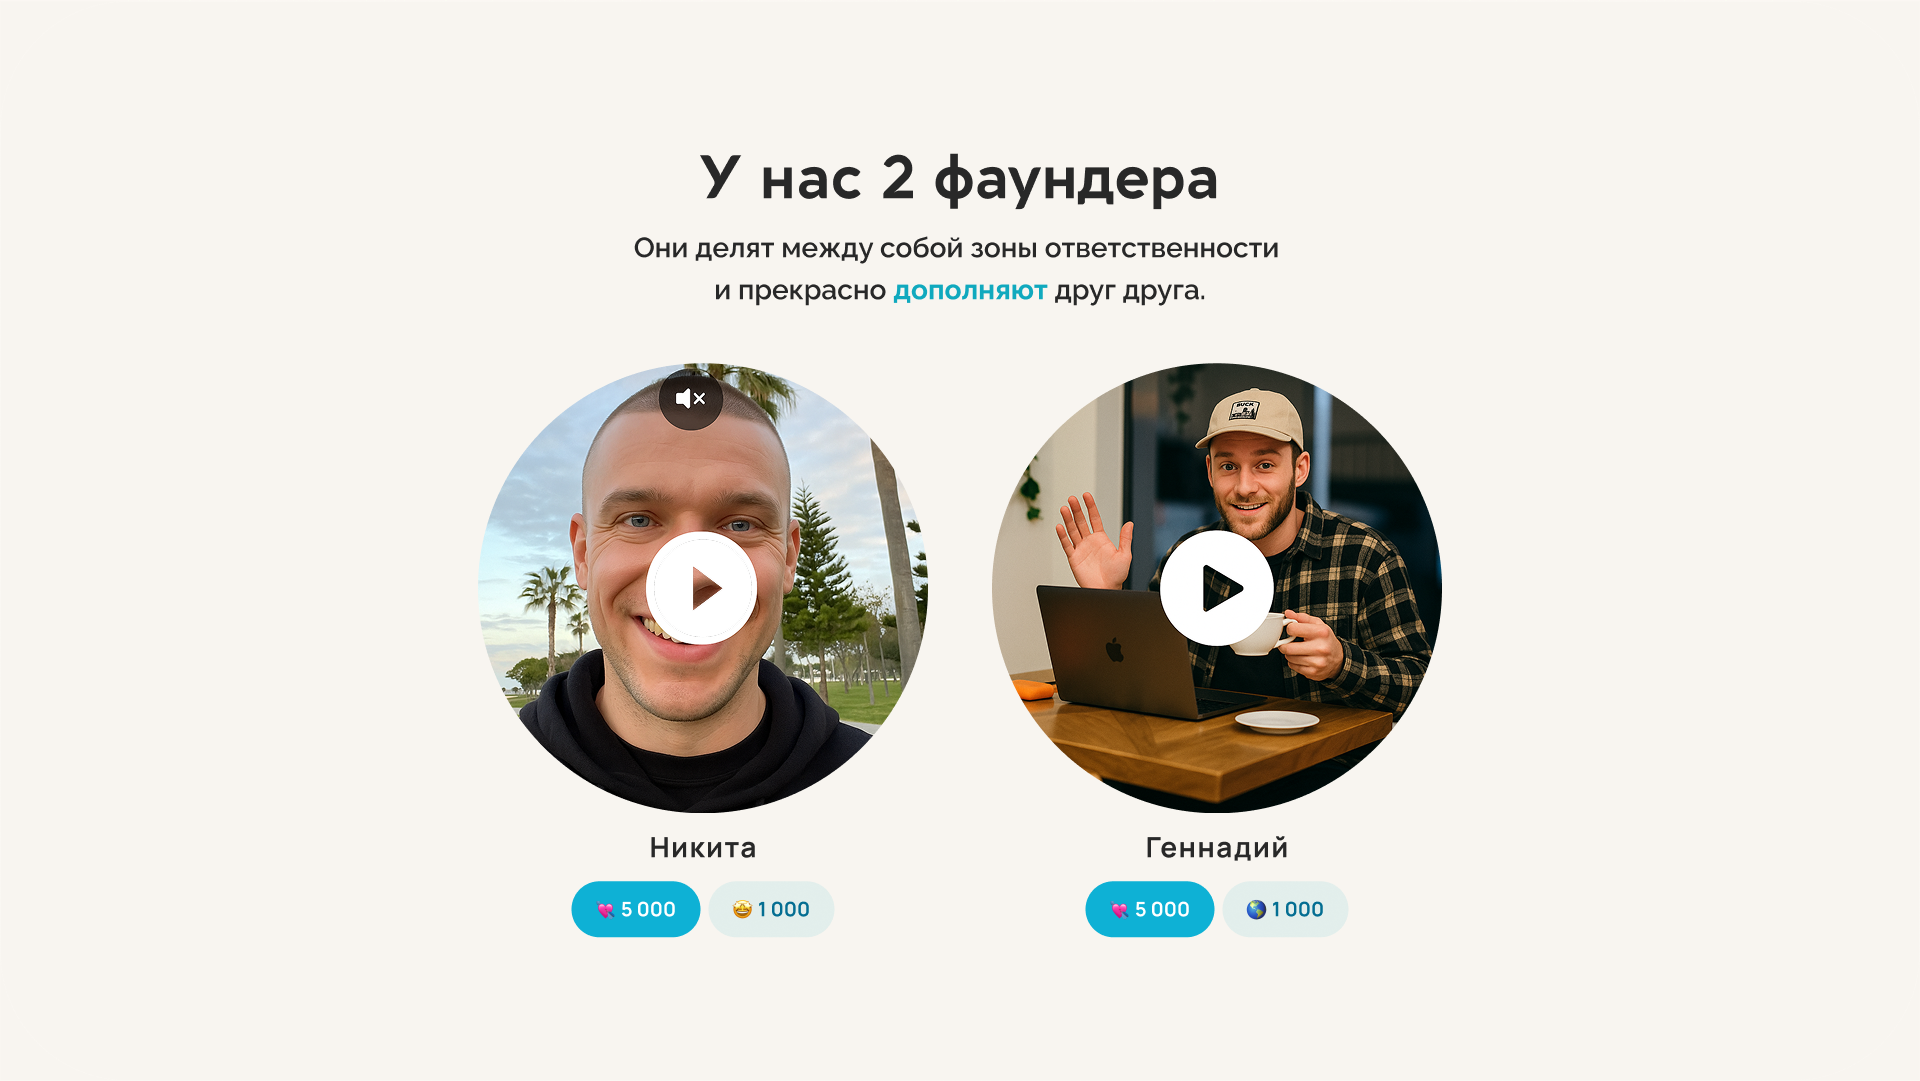 У нас 2 фаундера
Они делят между собой зоны ответственности
и прекрасно дополняют друг друга.
BUCK
Никита
Геннадий
💘 5 000
🤩 1 000
💘 5 000
🌎 1 000